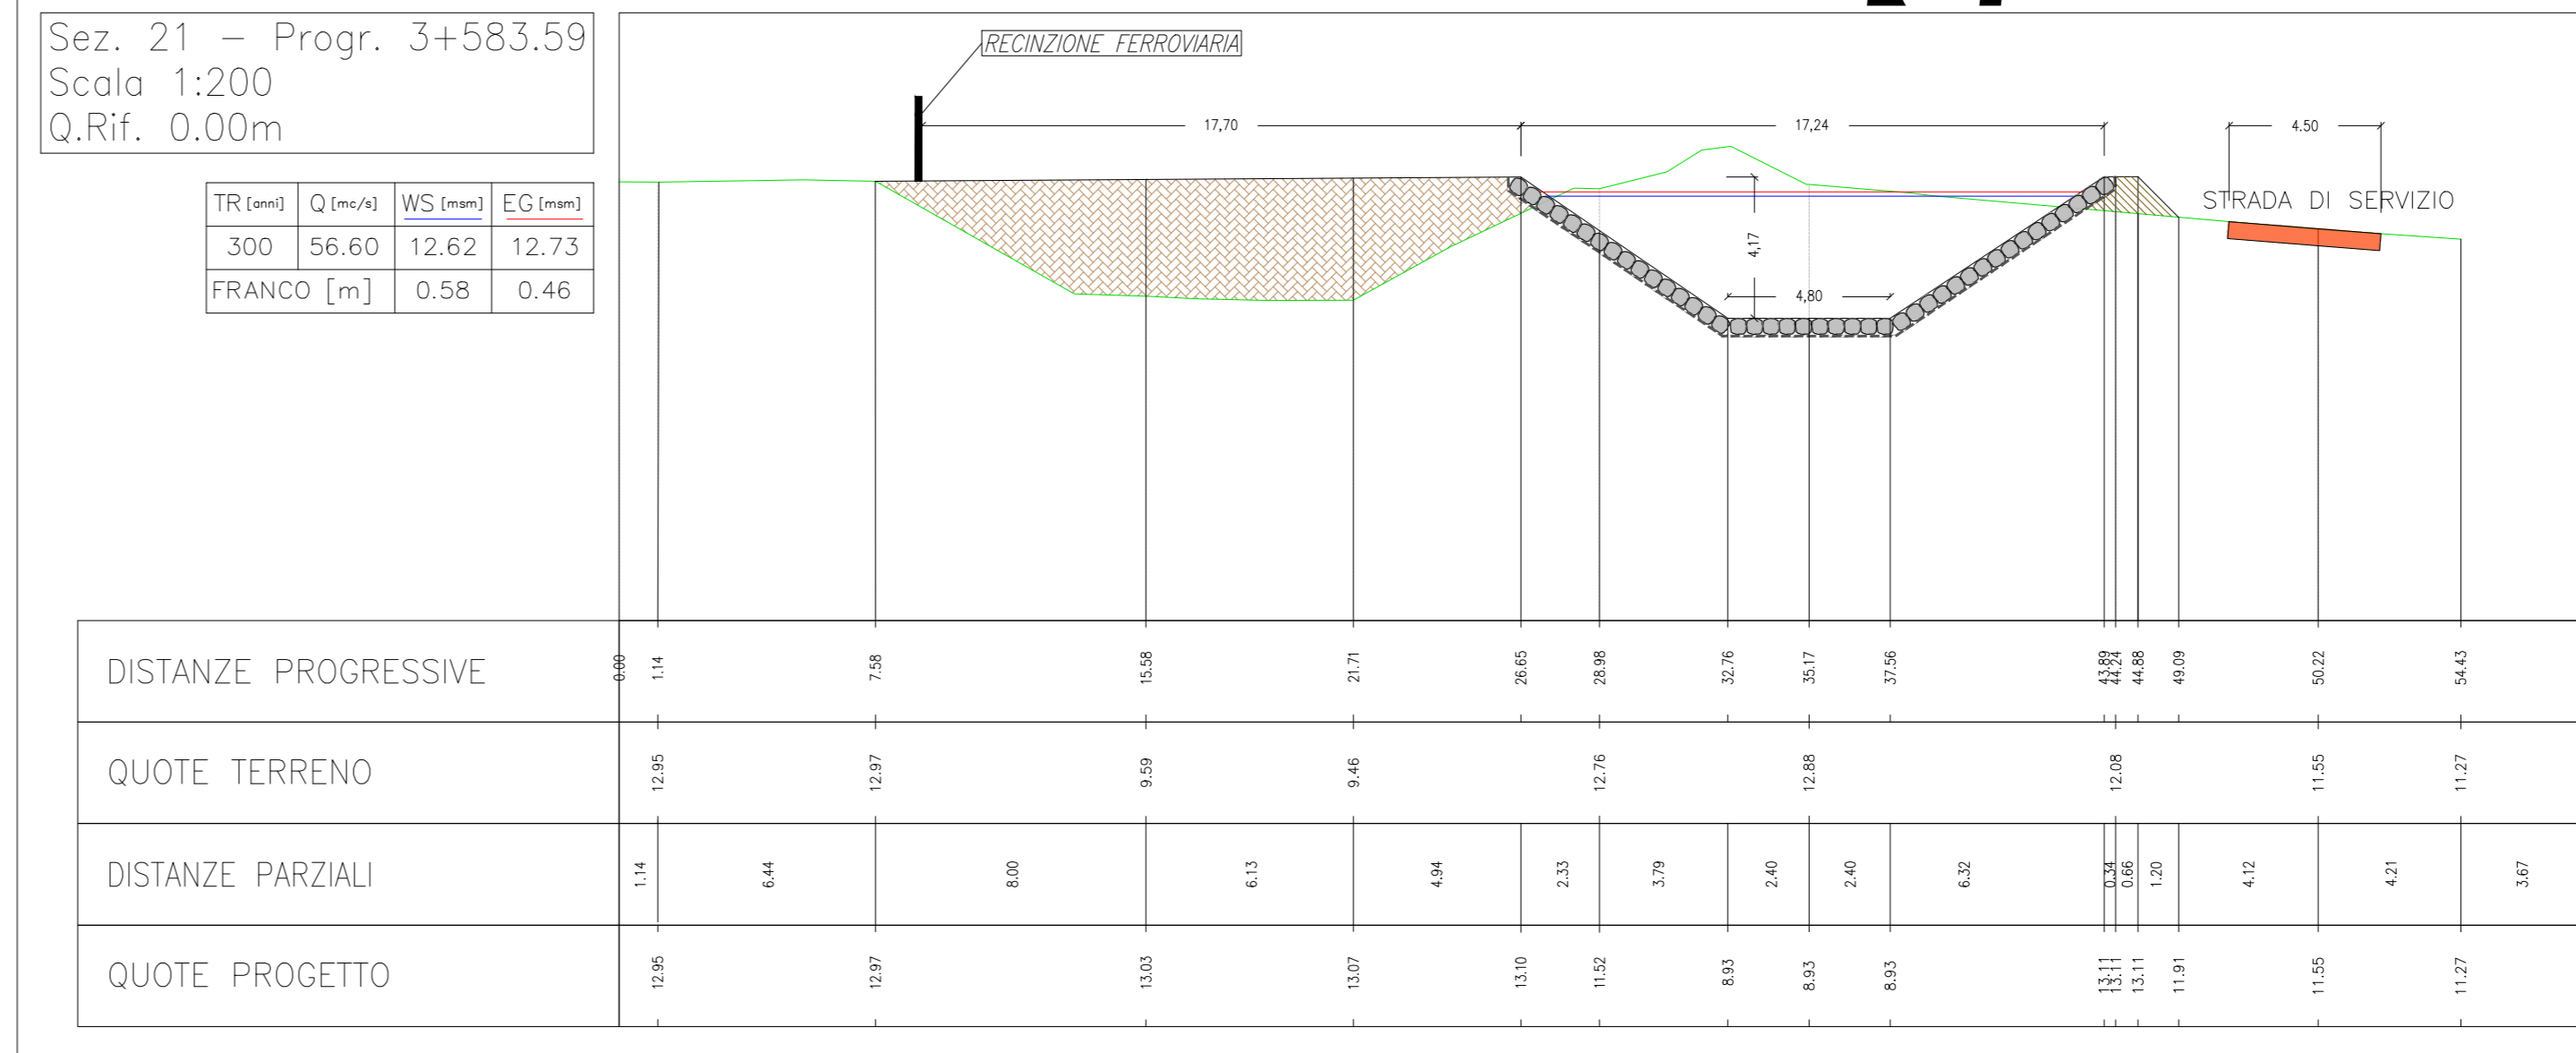 Sez. 21 – Progr. 3+583.59
Scala 1:200
Q.Rif. 0.00m
TR [anni] Q [mc/s] WS [msm] EG [msm]
300 56.60 12.62 12.73
FRANCO [m] 0.58 0.46
RECINZIONE FERROVIARIA
17,70 17,24 4.50
STRADA DI SERVIZIO
4,17
4,80
DISTANZE PROGRESSIVE 0.00 1.14 7.58 15.58 21.71 26.65 28.98 32.76 35.17 37.56 43.89 44.24 44.88 49.09 50.22 54.43
QUOTE TERRENO 12.95 12.97 9.59 9.46 12.76 12.88 12.08 11.55 11.27
DISTANZE PARZIALI 1.14 6.44 8.00 6.13 4.94 2.33 3.79 2.40 2.40 6.32 0.34 0.66 1.20 4.12 4.21 3.67
QUOTE PROGETTO 12.95 12.97 13.03 13.07 13.10 11.52 8.93 8.93 8.93 13.11 13.11 13.11 11.91 11.55 11.27